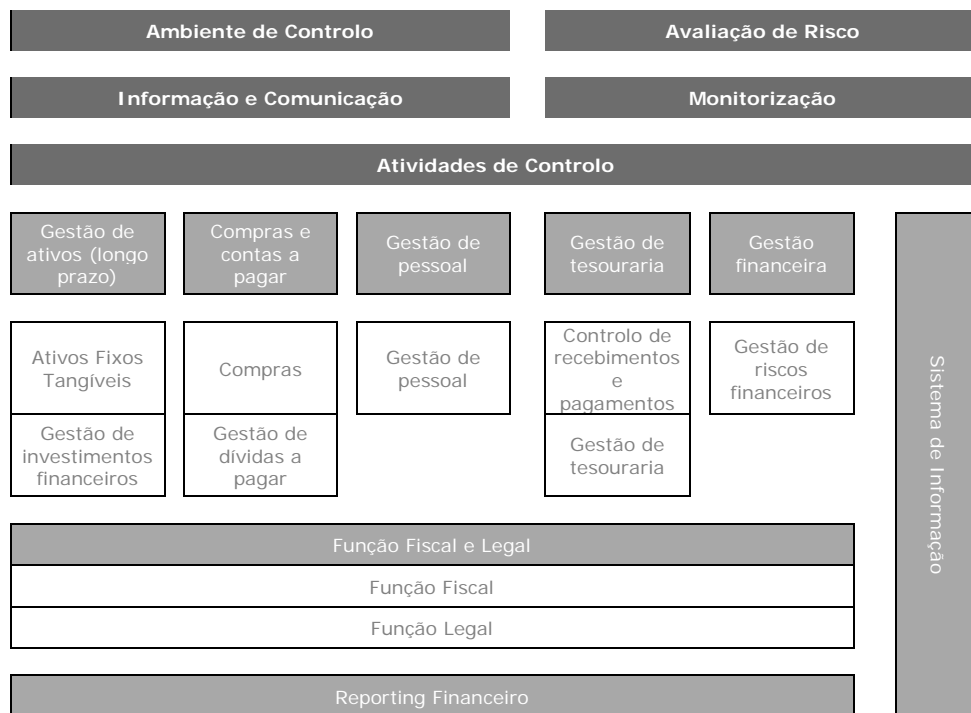 Ambiente de Controlo
Avaliação de Risco
Informação e Comunicação
Monitorização
Atividades de Controlo
Gestão de
ativos (longo
prazo)
Compras e
contas a
pagar
Gestão de
pessoal
Gestão de
tesouraria
Gestão
financeira
Ativos Fixos
Tangíveis
Compras
Gestão de
pessoal
Controlo de
recebimentos
e
pagamentos
Gestão de
riscos
financeiros
Gestão de
investimentos
financeiros
Gestão de
dívidas a
pagar
Gestão de
tesouraria
Sistema de Informação
Função Fiscal e Legal
Função Fiscal
Função Legal
Reporting Financeiro